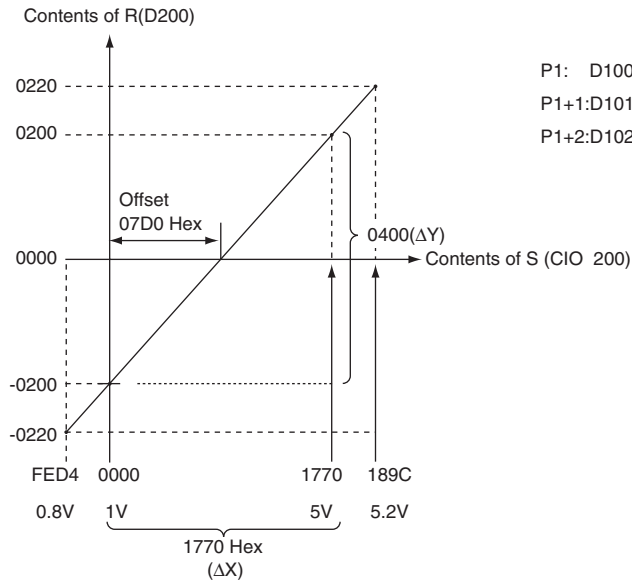 Contents of R(D200)
0220
0200
P1: D100
P1+1:D101
P1+2:D102
Offset
07D0 Hex
0400(ΔY)
0000
Contents of S (CIO 200)
-0200
-0220
FED4 0000 1770 189C
0.8V 1V 5V 5.2V
1770 Hex
(ΔX)